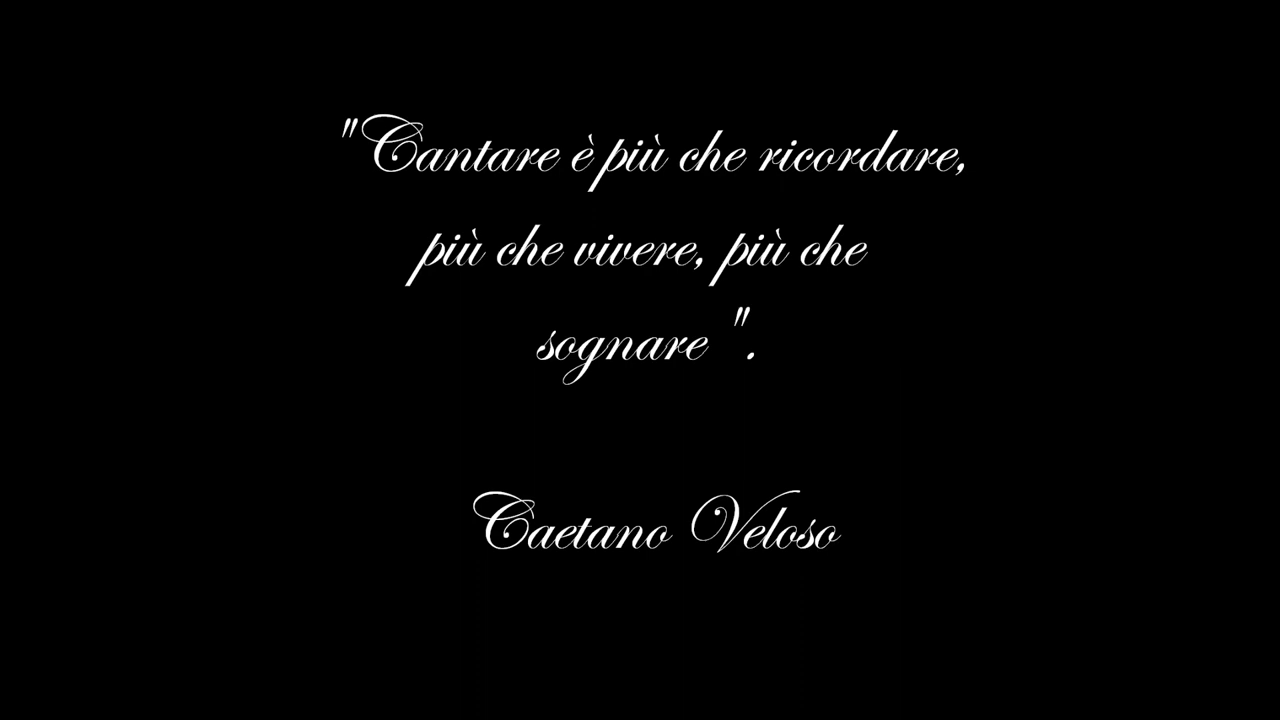 "Cantare è più che ricordare,
più che vivere, più che
sognare ".
Caetano Veloso